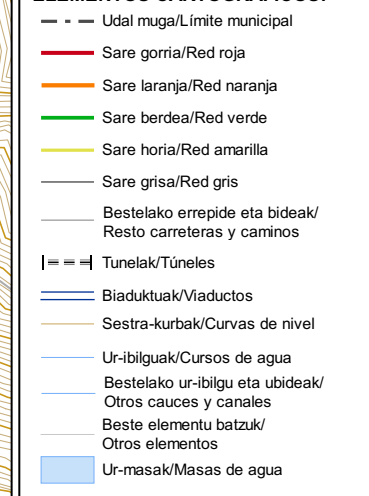 ELEMENTOS CARTOGRÁFICOS:
Udal muga/Límite municipal
Sare gorria/Red roja
Sare laranja/Red naranja
Sare berdea/Red verde
Sare horia/Red amarilla
Sare grisa/Red gris
Bestelako errepide eta bideak/
Resto carreteras y caminos
Tunelak/Túneles
Biaduktuak/Viaductos
Sestra-kurbak/Curvas de nivel
Ur-ibilguak/Cursos de agua
Bestelako ur-ibilgu eta ubideak/
Otros cauces y canales
Beste elementu batzuk/
Otros elementos
Ur-masak/Masas de agua